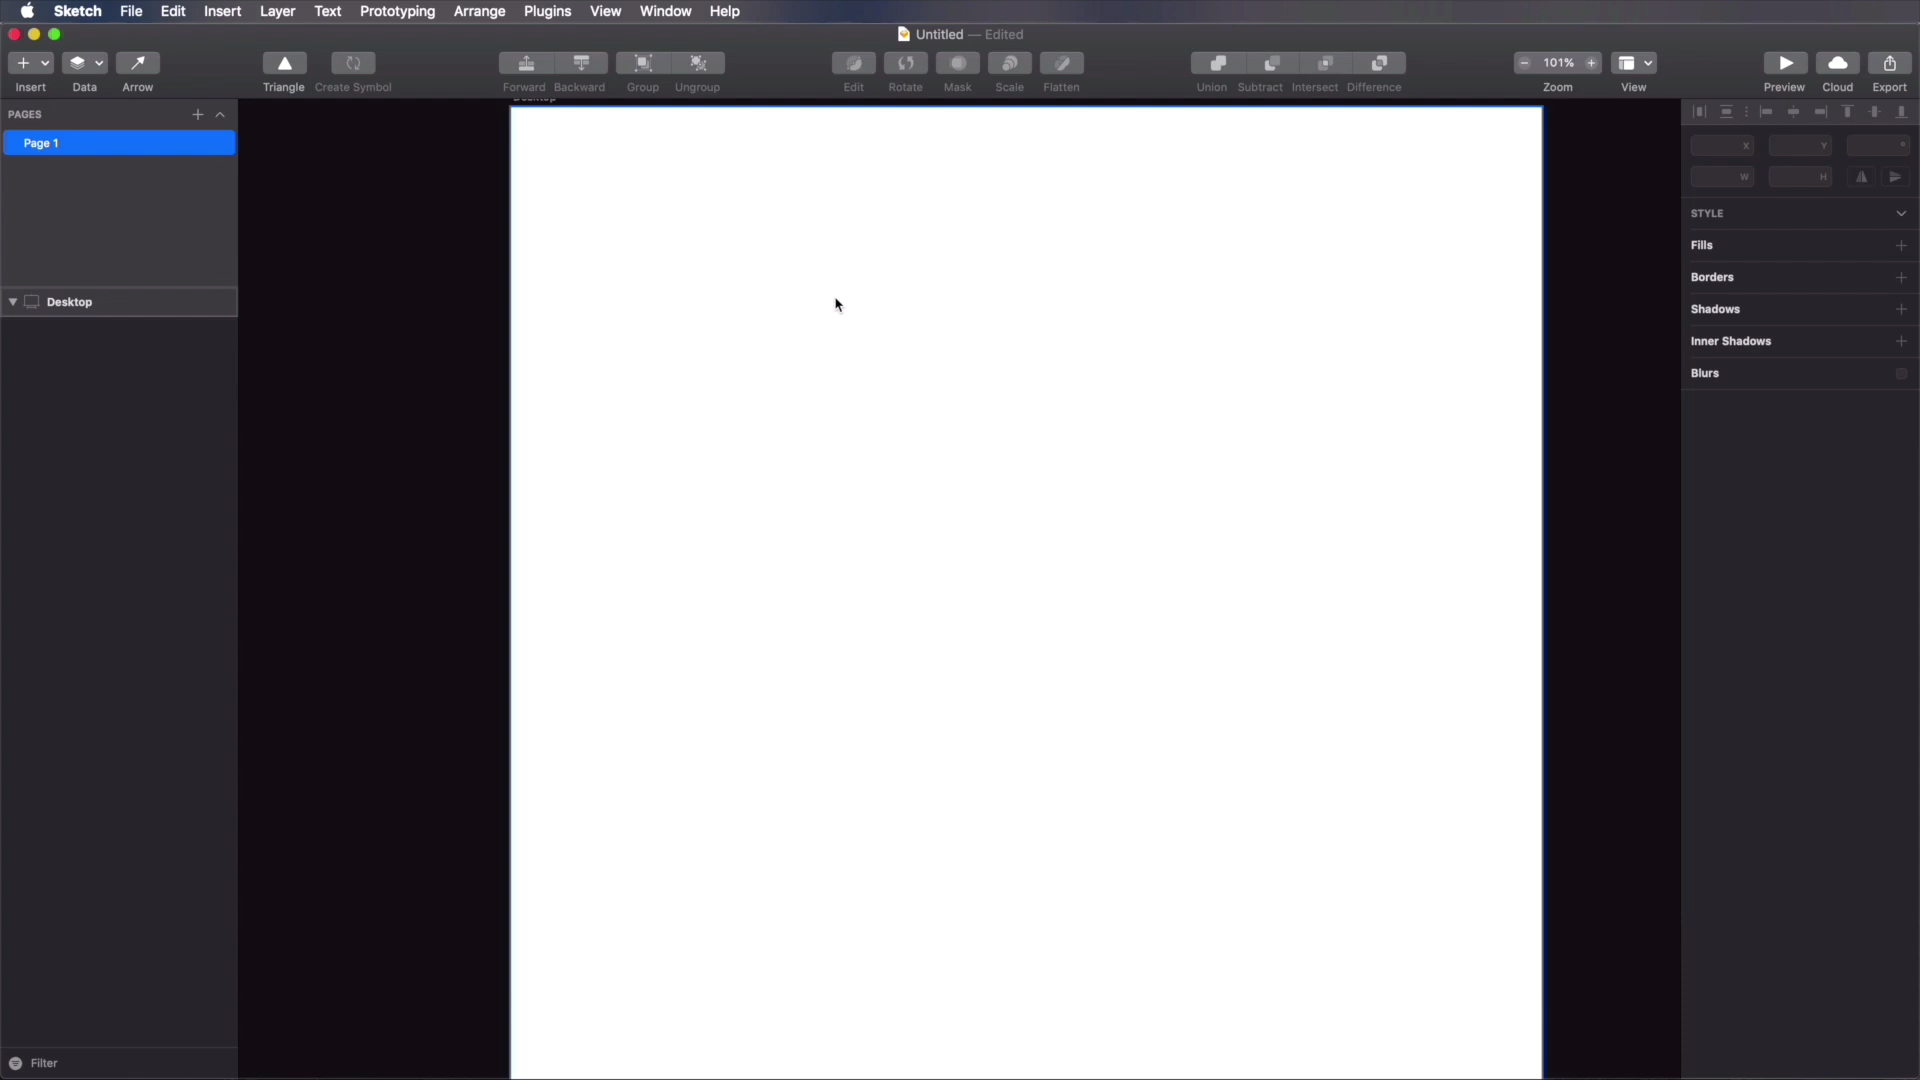 Sketch File Edit Insert Layer Text Prototyping Arrange Plugins View Window Help
Untitled — Edited
101%
Insert Data Arrow Triangle Create Symbol Forward Backward Group Ungroup Edit Rotate Mask Scale Flatten Union Subtract Intersect Difference Zoom View Preview Cloud Export
PAGES
Page 1
Desktop
Filter
Desktop
X Y °
W H
STYLE
Fills
Borders
Shadows
Inner Shadows
Blurs